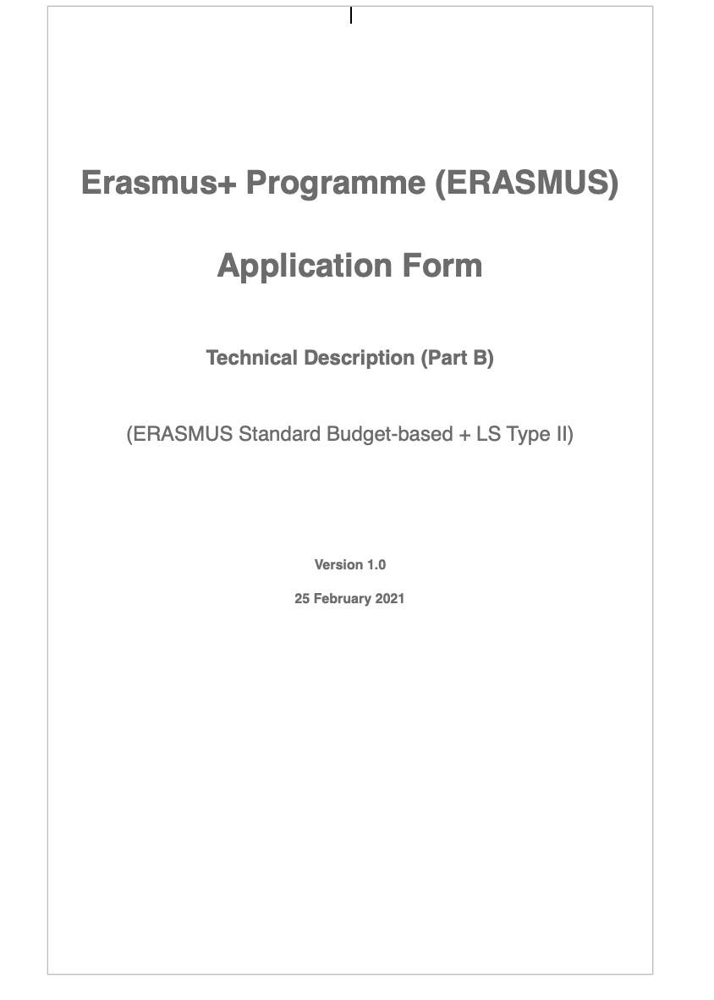 Erasmus+ Programme (ERASMUS)
Application Form
Technical Description (Part B)
(ERASMUS Standard Budget-based + LS Type II)
Version 1.0
25 February 2021